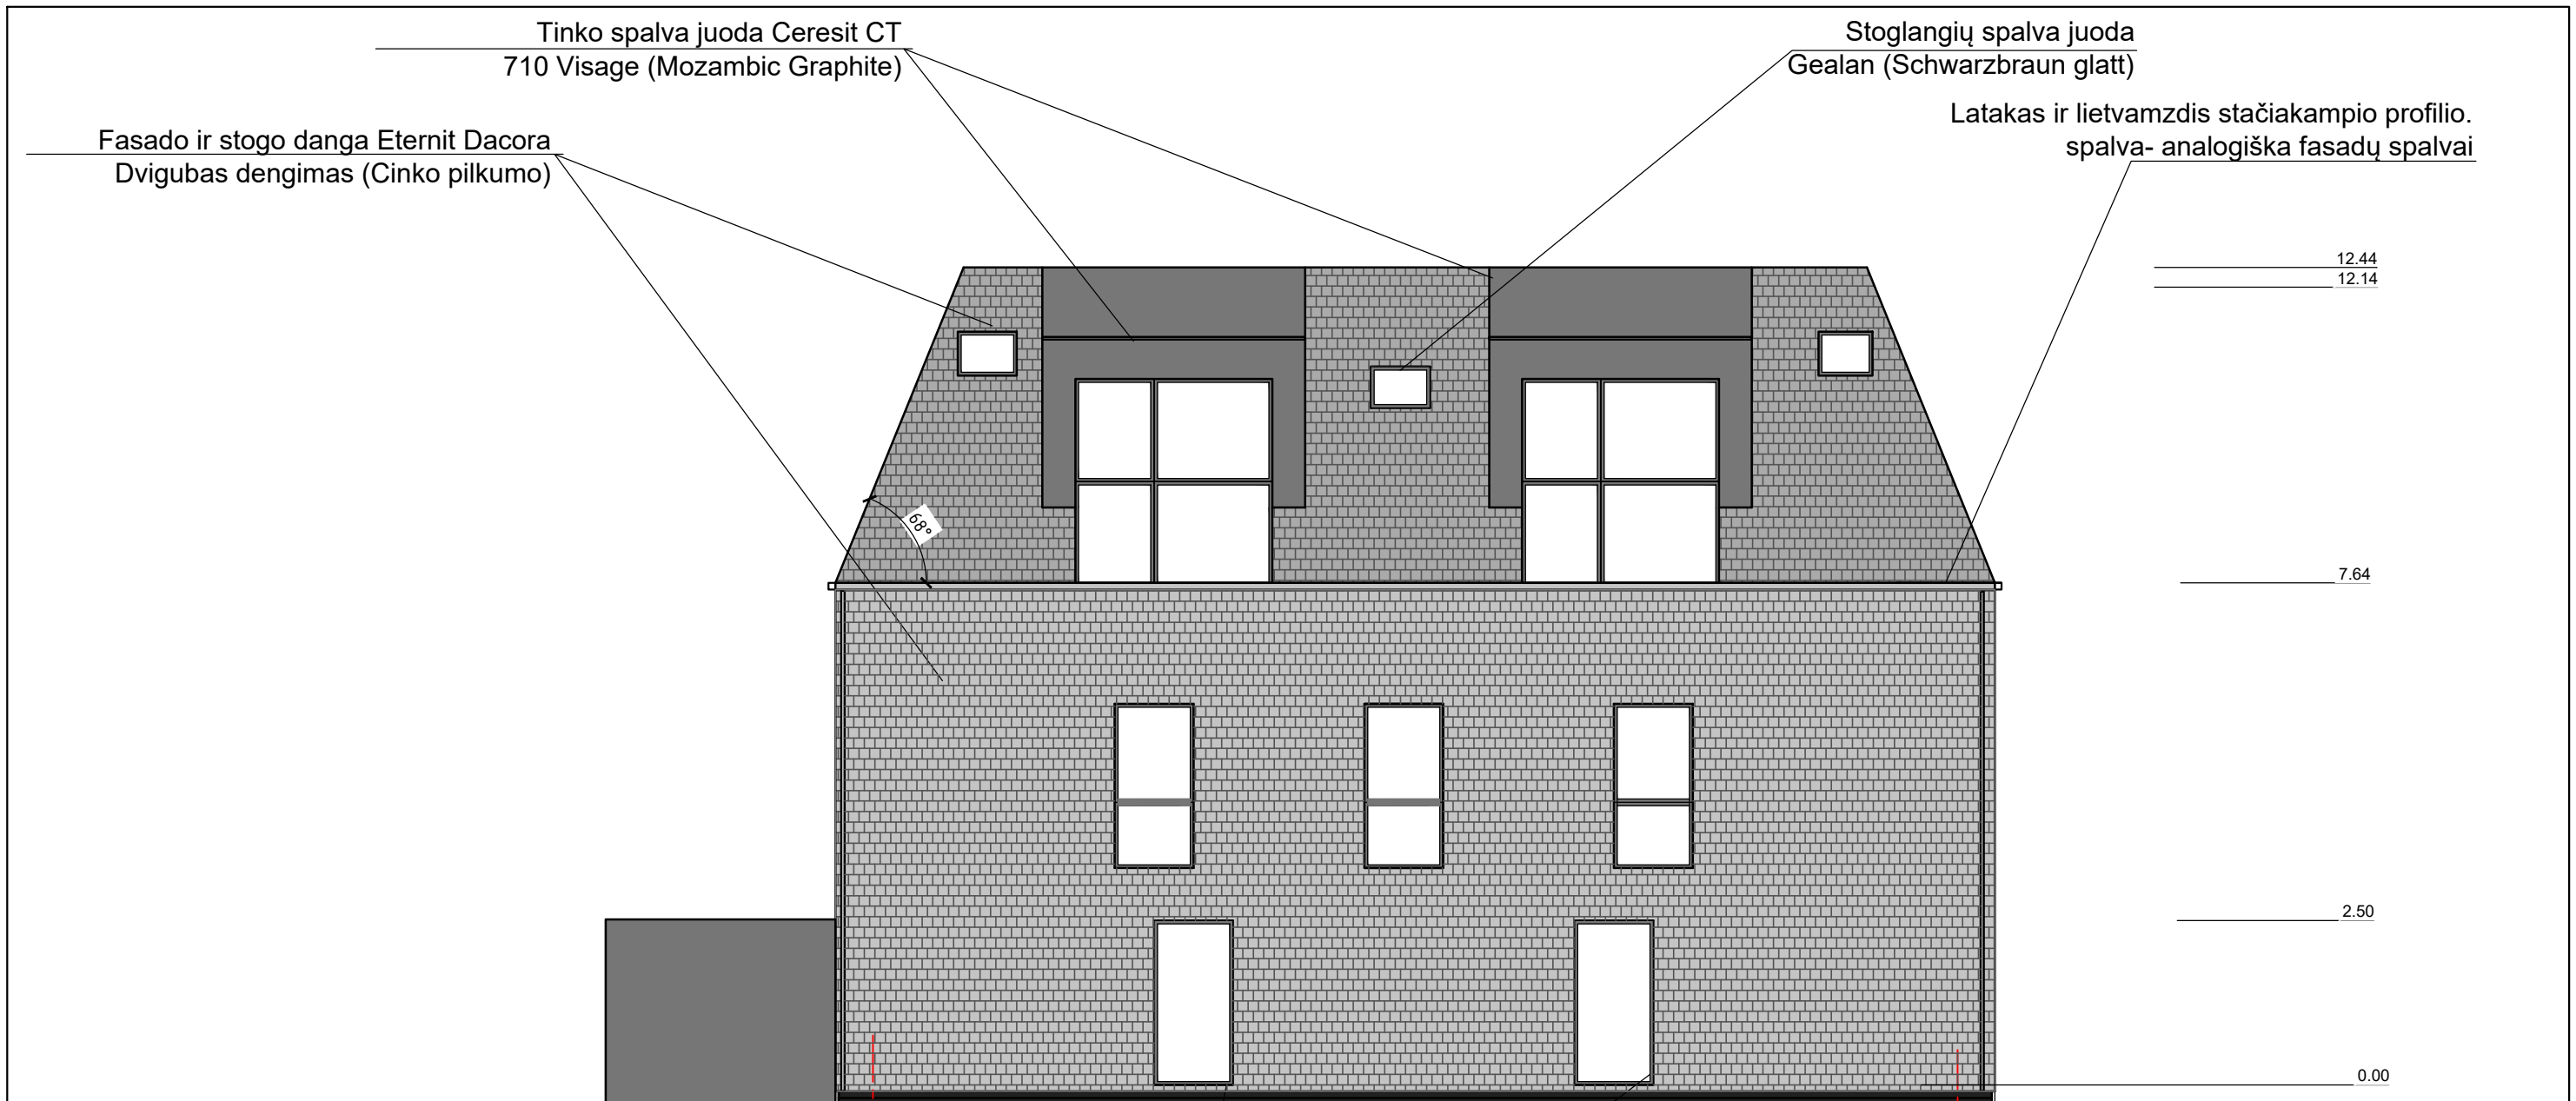 Tinko spalva juoda Ceresit CT
710 Visage (Mozambic Graphite)
Stoglangių spalva juoda
Gealan (Schwarzbraun glatt)
Latakas ir lietvamzdis stačiakampio profilio.
spalva- analogiška fasadų spalvai
Fasado ir stogo danga Eternit Dacora
Dvigubas dengimas (Cinko pilkumo)
12.44
12.14
68°
7.64
2.50
0.00